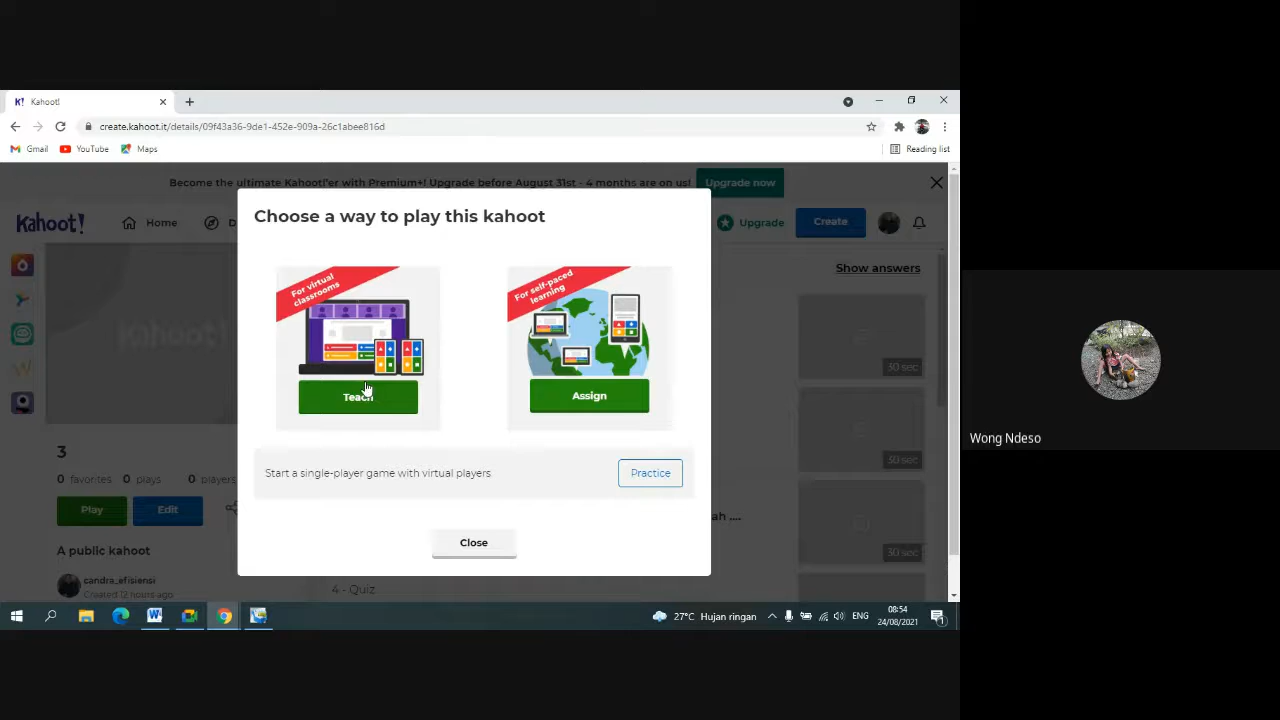 Kahoot!
create.kahoot.it/details/09f43a36-9de1-452e-909a-26c1abee816d
Gmail
YouTube
Maps
Reading list
Become the ultimate Kahoot!'er with Premium+! Upgrade before August 31st - 4 months are on us!
Upgrade now
Kahoot!
Home
D
Upgrade
Create
Choose a way to play this kahoot
For virtual
classrooms
Teach
For self-paced
learning
Assign
Start a single-player game with virtual players
Practice
Close
Show answers
30 sec
30 sec
30 sec
Kahoot!
3
0 favorites 0 plays 0 players
Play
Edit
ah ....
A public kahoot
candra_efisiensi
Created 12 hours ago
4 - Quiz
27°C Hujan ringan
ENG
08:54
24/08/2021
1
Wong Ndeso